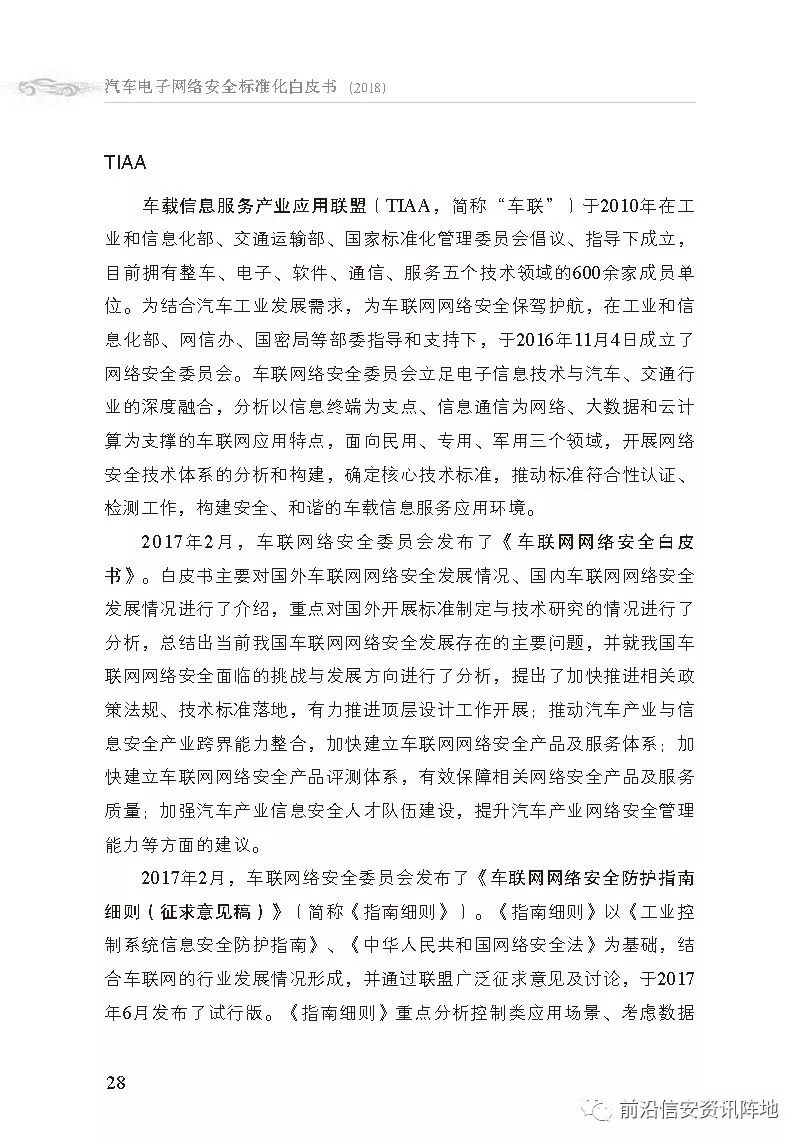 汽车电子网络安全标准化白皮书 (2018)
TIAA
车载信息服务产业应用联盟（TIAA，简称“车联”）于2010年在工
业和信息化部、交通运输部、国家标准化管理委员会倡议、指导下成立，
目前拥有整车、电子、软件、通信、服务五个技术领域的600余家成员单
位。为结合汽车工业发展需求，为车联网网络安全保驾护航，在工业和信
息化部、网信办、国密局等部委指导和支持下，于2016年11月4日成立了
网络安全委员会。车联网络安全委员会立足电子信息技术与汽车、交通行
业的深度融合，分析以信息终端为支点、信息通信为网络、大数据和云计
算为支撑的车联网应用特点，面向民用、专用、军用三个领域，开展网络
安全技术体系的分析和构建，确定核心技术标准，推动标准符合性认证、
检测工作，构建安全、和谐的车载信息服务应用环境。
2017年2月，车联网络安全委员会发布了《车联网网络安全白皮
书》。白皮书主要对国外车联网网络安全发展情况、国内车联网网络安全
发展情况进行了介绍，重点对国外开展标准制定与技术研究的情况进行了
分析，总结出当前我国车联网网络安全发展存在的主要问题，并就我国车
联网网络安全面临的挑战与发展方向进行了分析，提出了加快推进相关政
策法规、技术标准落地，有力推进顶层设计工作开展；推动汽车产业与信
息安全产业跨界能力整合，加快建立车联网网络安全产品及服务体系；加
快建立车联网网络安全产品评测体系，有效保障相关网络安全产品及服务
质量；加强汽车产业信息安全人才队伍建设，提升汽车产业网络安全管理
能力等方面的建议。
2017年2月，车联网络安全委员会发布了《车联网网络安全防护指南
细则（征求意见稿）》（简称《指南细则》）。《指南细则》以《工业控
制系统信息安全防护指南》、《中华人民共和国网络安全法》为基础，结
合车联网的行业发展情况形成，并通过联盟广泛征求意见及讨论，于2017
年6月发布了试行版。《指南细则》重点分析控制类应用场景、考虑数据
28
前沿信安资讯阵地